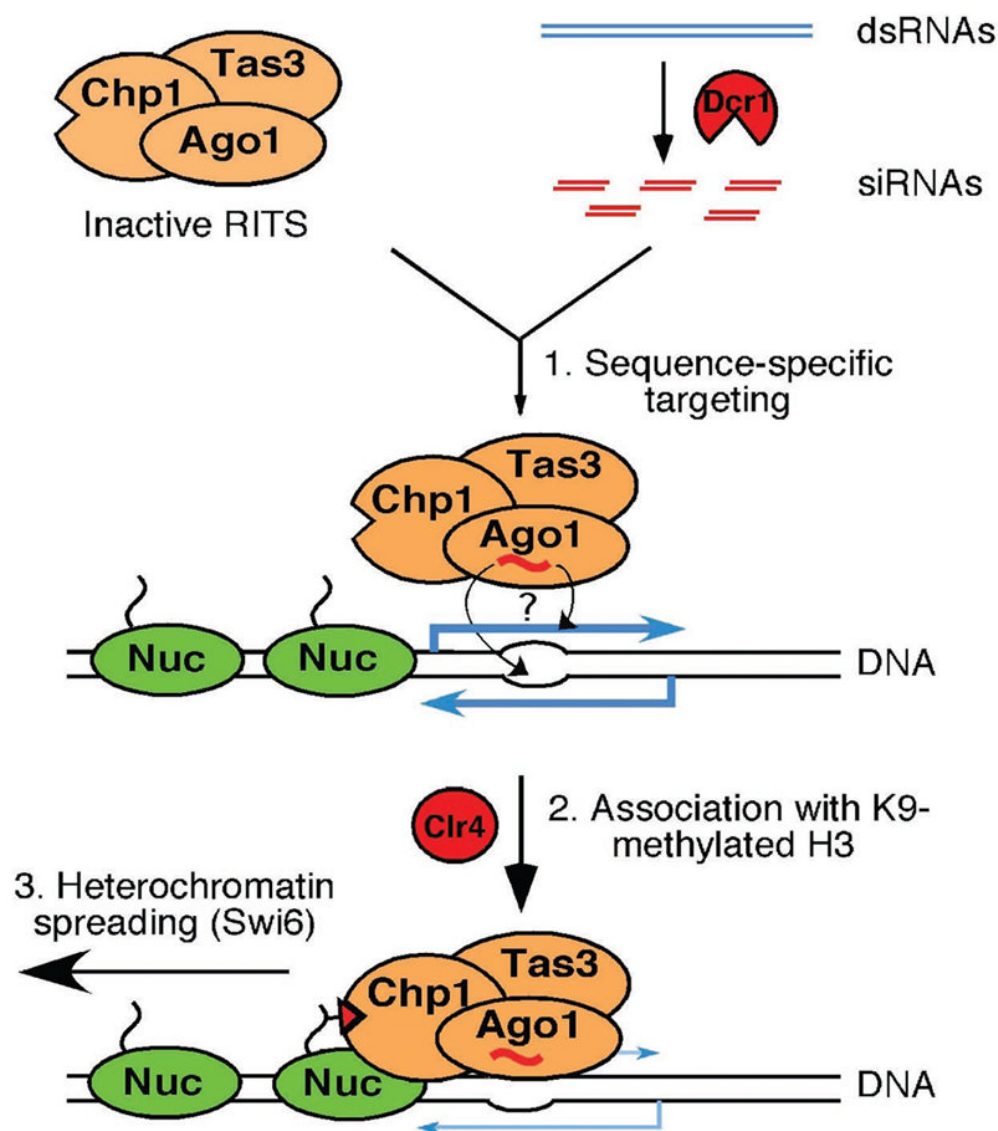 dsRNAs
Tas3
Chp1
Ago1
Dcr1
siRNAs
Inactive RITS
1. Sequence-specific
targeting
Tas3
Chp1
Ago1
?
Nuc
Nuc
DNA
Clr4
2. Association with K9-
methylated H3
3. Heterochromatin
spreading (Swi6)
Tas3
Chp1
Ago1
Nuc
Nuc
DNA